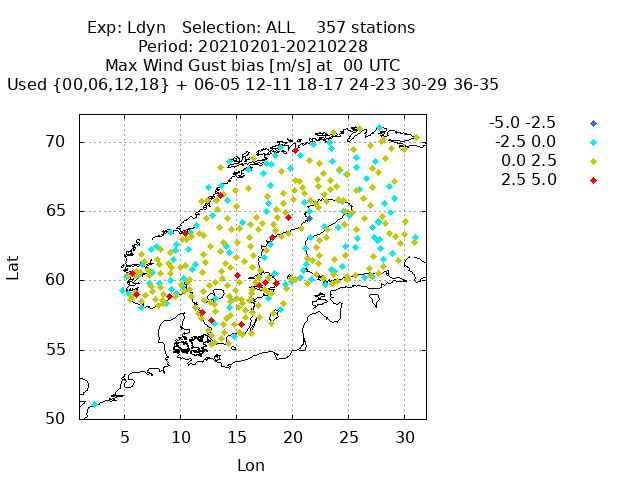 Exp: Ldyn   Selection: ALL    357 stations
Period: 20210201-20210228
Max Wind Gust bias [m/s] at  00 UTC
Used {00,06,12,18} + 06-05 12-11 18-17 24-23 30-29 36-35
-5.0 -2.5
-2.5 0.0
0.0 2.5
2.5 5.0
70
65
60
55
50
Lat
5 10 15 20 25 30
Lon